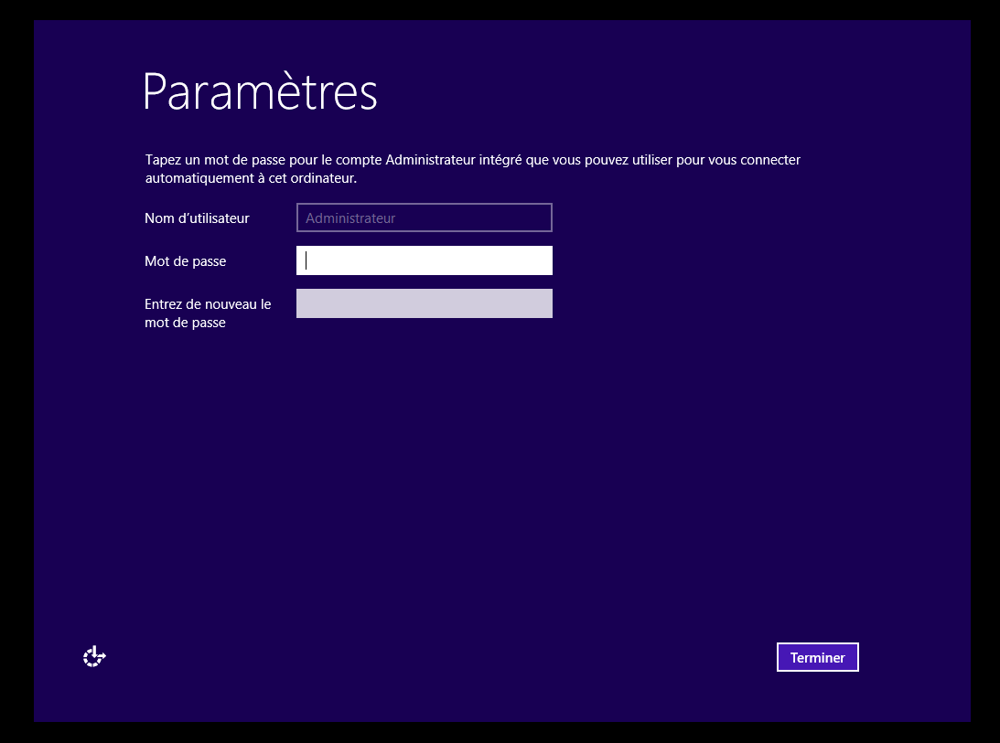 Paramètres
Tapez un mot de passe pour le compte Administrateur intégré que vous pouvez utiliser pour vous connecter
automatiquement à cet ordinateur.
Nom d’utilisateur
Administrateur
Mot de passe
Entrez de nouveau le
mot de passe
Terminer